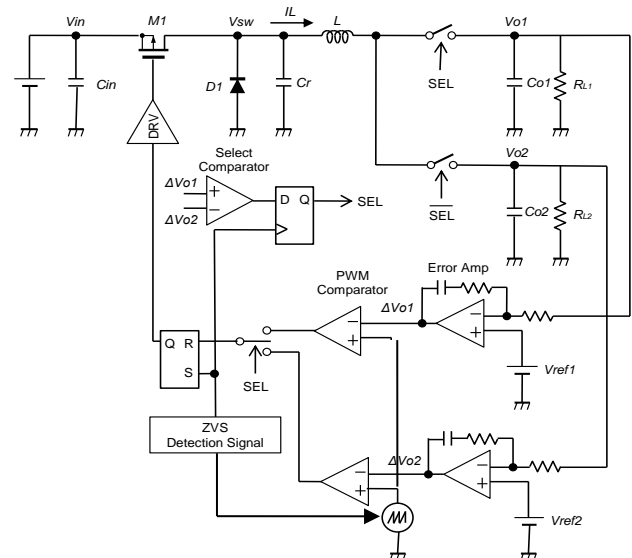 Vin
M1
Vsw
IL
L
Vo1
Cin
D1
Cr
SEL
Co1
RL1
DRV
Select
Comparator
Vo2
ΔVo1
ΔVo2
+
−
D Q
SEL
SEL
Co2
RL2
PWM
Comparator
Error Amp
ΔVo1
−
+
−
+
Q R
S
SEL
Vref1
ZVS
Detection Signal
ΔVo2
−
+
−
+
Vref2